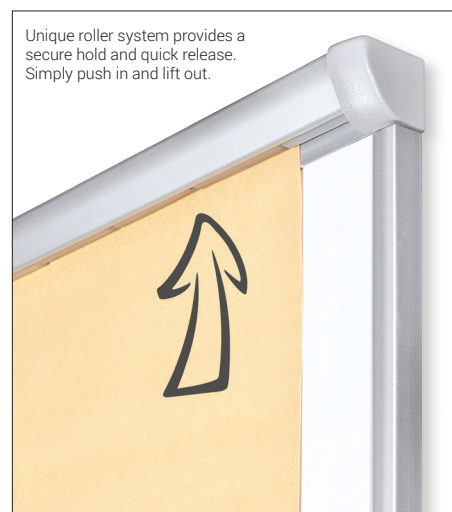 Unique roller system provides a
secure hold and quick release.
Simply push in and lift out.